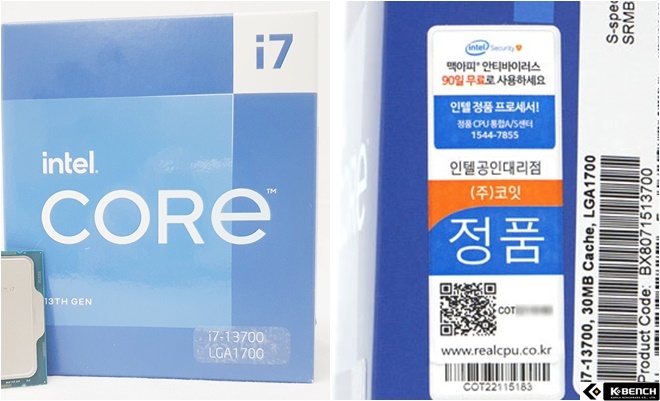 i7
intel.
CORE™
13TH GEN
i7-13700
LGA1700
intel Security
맥아피® 안티바이러스
90일 무료로 사용하세요
인텔 정품 프로세서!
정품 CPU 통합A/S센터
1544-7855
인텔공인대리점
(주)코잇
정품
COT
www.realcpu.co.kr
COT22115183
S-spec
SRMB
i7-13700, 30MB Cache, LGA1700
Product Code: BX8071513700
K-BENCH